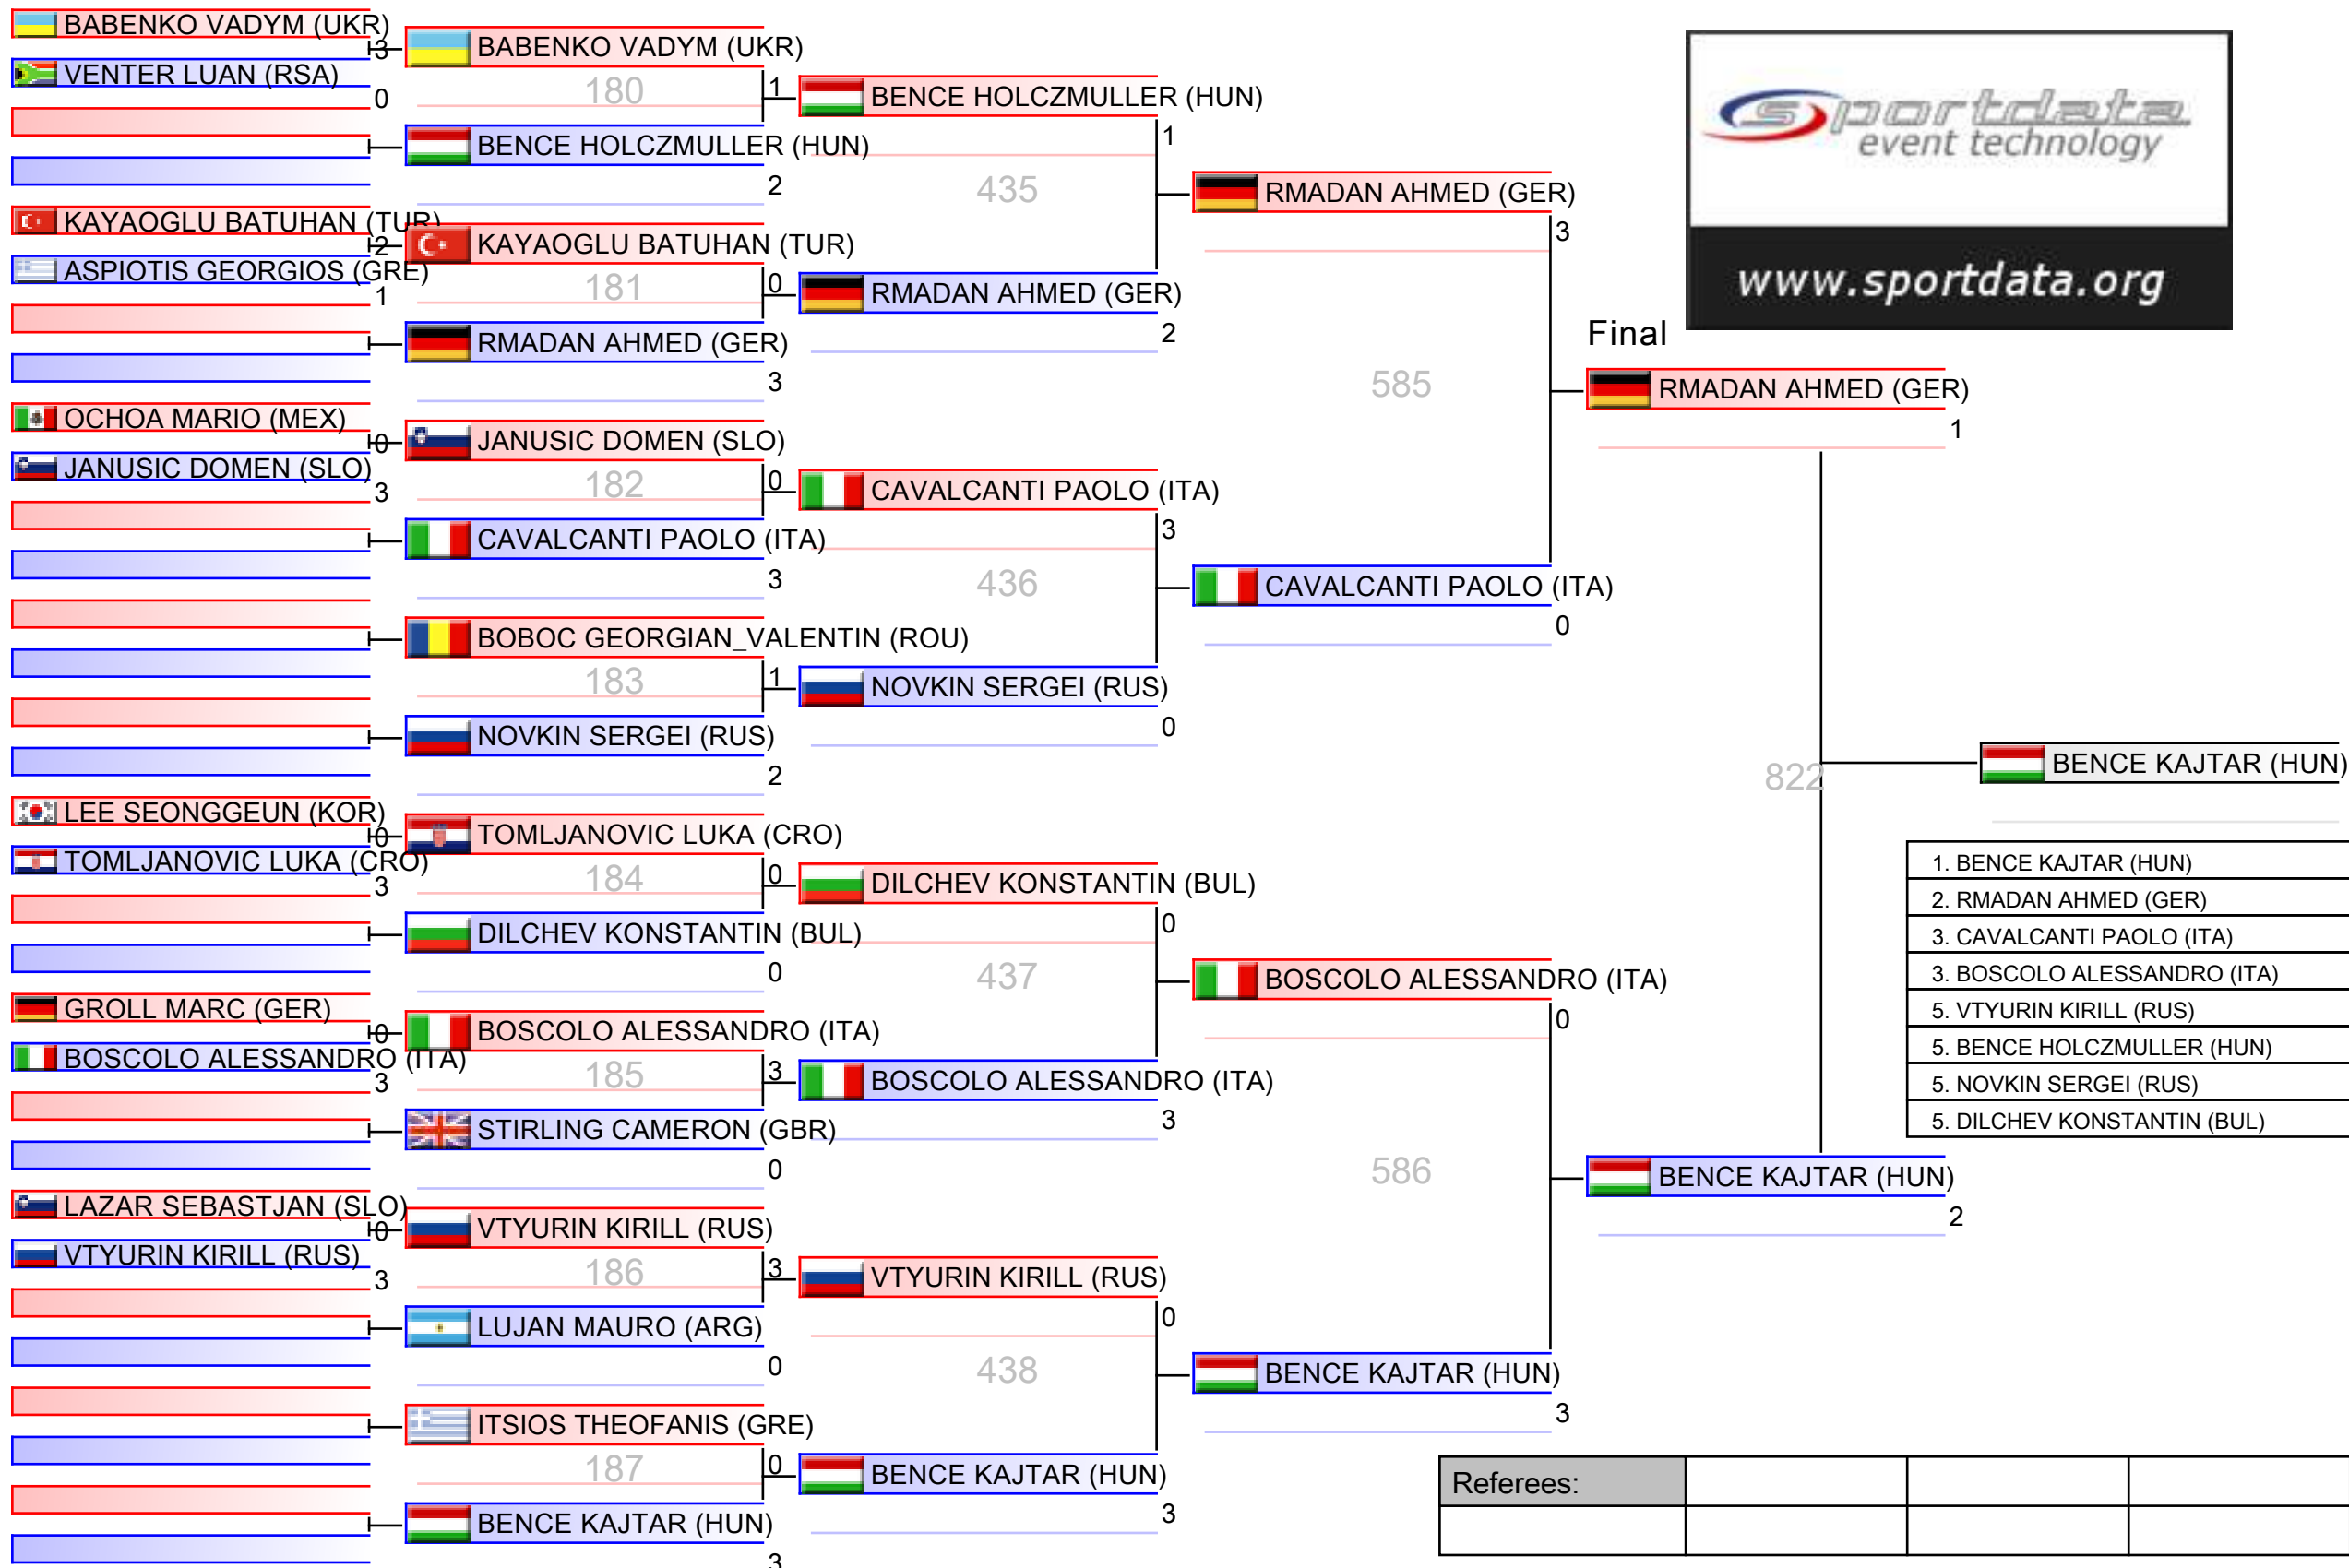 BABENKO VADYM (UKR)
3
VENTER LUAN (RSA)
0
KAYAOGLU BATUHAN (TUR)
2
ASPIOTIS GEORGIOS (GRE)
1
OCHOA MARIO (MEX)
0
JANUSIC DOMEN (SLO)
3
LEE SEONGGEUN (KOR)
0
TOMLJANOVIC LUKA (CRO)
3
GROLL MARC (GER)
0
BOSCOLO ALESSANDRO (ITA)
3
LAZAR SEBASTJAN (SLO)
0
VTYURIN KIRILL (RUS)
3
BABENKO VADYM (UKR)
180
1
BENCE HOLCZMULLER (HUN)
2
KAYAOGLU BATUHAN (TUR)
181
0
RMADAN AHMED (GER)
3
JANUSIC DOMEN (SLO)
182
0
CAVALCANTI PAOLO (ITA)
3
BOBOC GEORGIAN_VALENTIN (ROU)
183
1
NOVKIN SERGEI (RUS)
2
TOMLJANOVIC LUKA (CRO)
184
0
DILCHEV KONSTANTIN (BUL)
0
BOSCOLO ALESSANDRO (ITA)
185
3
STIRLING CAMERON (GBR)
0
VTYURIN KIRILL (RUS)
186
3
LUJAN MAURO (ARG)
0
ITSIOS THEOFANIS (GRE)
187
0
BENCE KAJTAR (HUN)
3
BENCE HOLCZMULLER (HUN)
1
435
RMADAN AHMED (GER)
2
CAVALCANTI PAOLO (ITA)
3
436
NOVKIN SERGEI (RUS)
0
DILCHEV KONSTANTIN (BUL)
0
437
BOSCOLO ALESSANDRO (ITA)
3
VTYURIN KIRILL (RUS)
0
438
BENCE KAJTAR (HUN)
3
RMADAN AHMED (GER)
3
585
CAVALCANTI PAOLO (ITA)
0
BOSCOLO ALESSANDRO (ITA)
0
586
BENCE KAJTAR (HUN)
3
sportdata
event technology
www.sportdata.org
Final
RMADAN AHMED (GER)
1
822
BENCE KAJTAR (HUN)
2
BENCE KAJTAR (HUN)
1. BENCE KAJTAR (HUN)
2. RMADAN AHMED (GER)
3. CAVALCANTI PAOLO (ITA)
3. BOSCOLO ALESSANDRO (ITA)
5. VTYURIN KIRILL (RUS)
5. BENCE HOLCZMULLER (HUN)
5. NOVKIN SERGEI (RUS)
5. DILCHEV KONSTANTIN (BUL)
Referees: